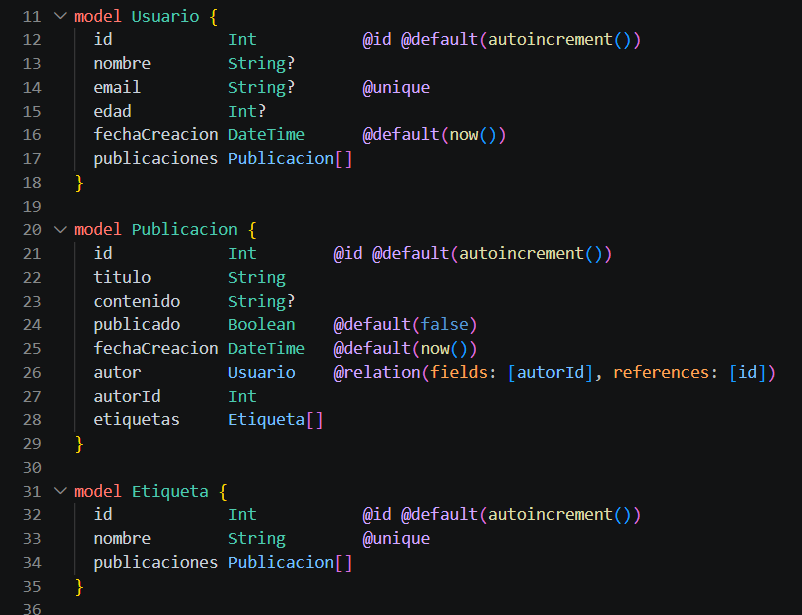 11 model Usuario {
12 id Int @id @default(autoincrement())
13 nombre String?
14 email String? @unique
15 edad Int?
16 fechaCreacion DateTime @default(now())
17 publicaciones Publicacion[]
18 }
19
20 model Publicacion {
21 id Int @id @default(autoincrement())
22 titulo String
23 contenido String?
24 publicado Boolean @default(false)
25 fechaCreacion DateTime @default(now())
26 autor Usuario @relation(fields: [autorId], references: [id])
27 autorId Int
28 etiquetas Etiqueta[]
29 }
30
31 model Etiqueta {
32 id Int @id @default(autoincrement())
33 nombre String @unique
34 publicaciones Publicacion[]
35 }
36